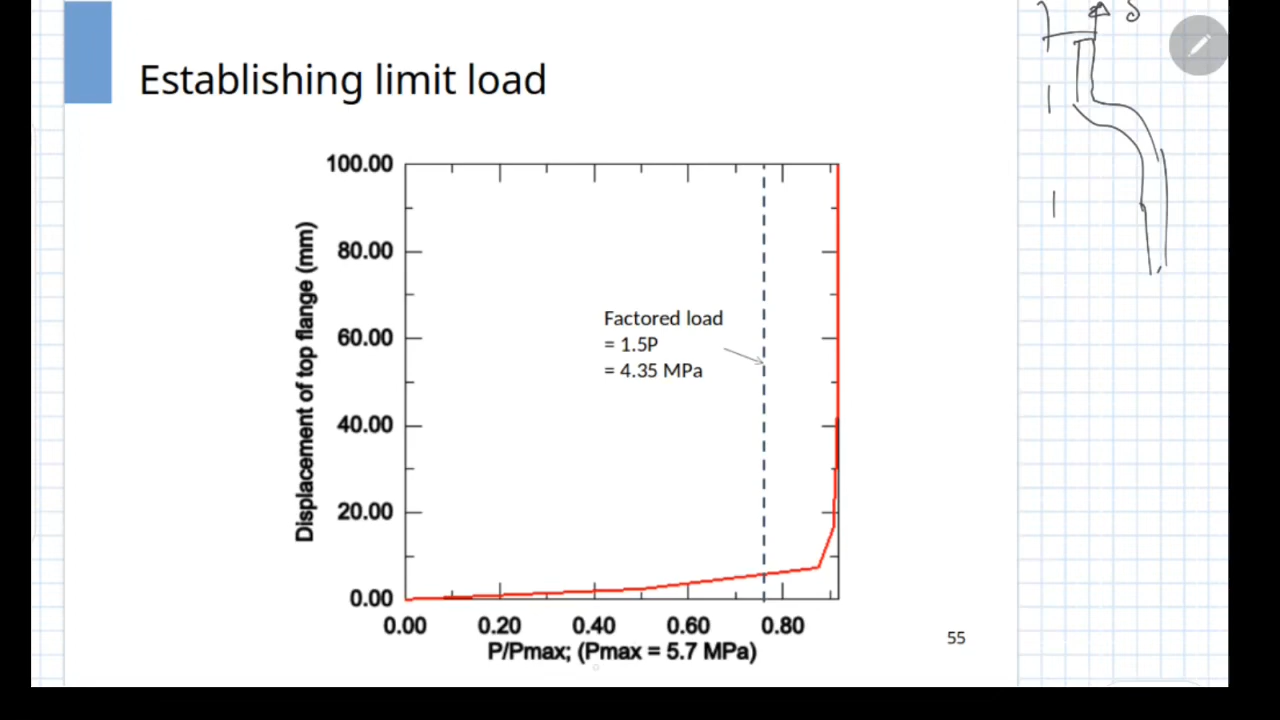 Establishing limit load
100.00
80.00
60.00
40.00
20.00
0.00
Displacement of top flange (mm)
Factored load
= 1.5P
= 4.35 MPa
0.00 0.20 0.40 0.60 0.80
P/Pmax; (Pmax = 5.7 MPa)
55